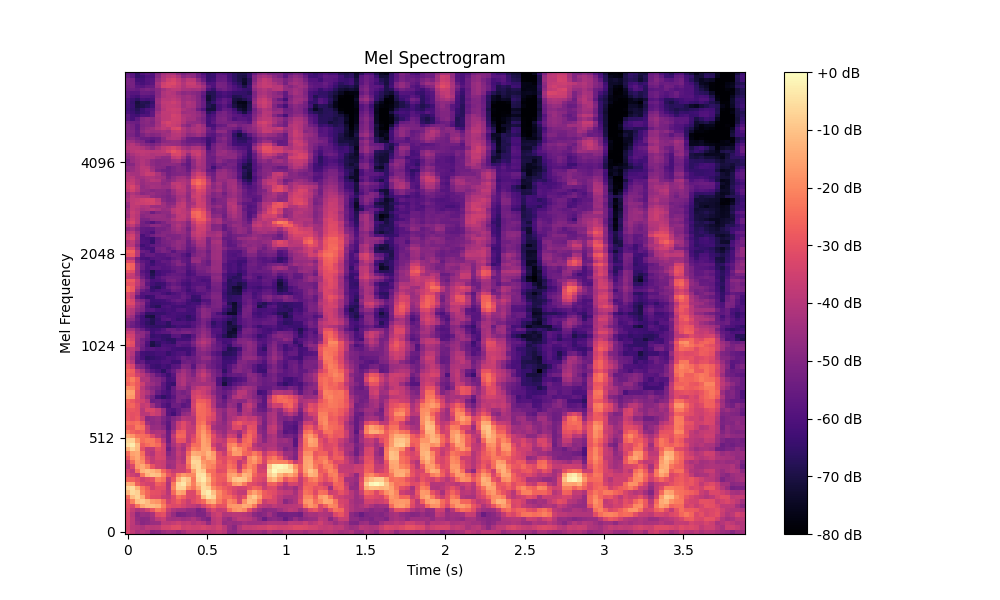 Mel Spectrogram
+0 dB
-10 dB
-20 dB
-30 dB
-40 dB
-50 dB
-60 dB
-70 dB
-80 dB
Mel Frequency
4096
2048
1024
512
0
0 0.5 1 1.5 2 2.5 3 3.5
Time (s)